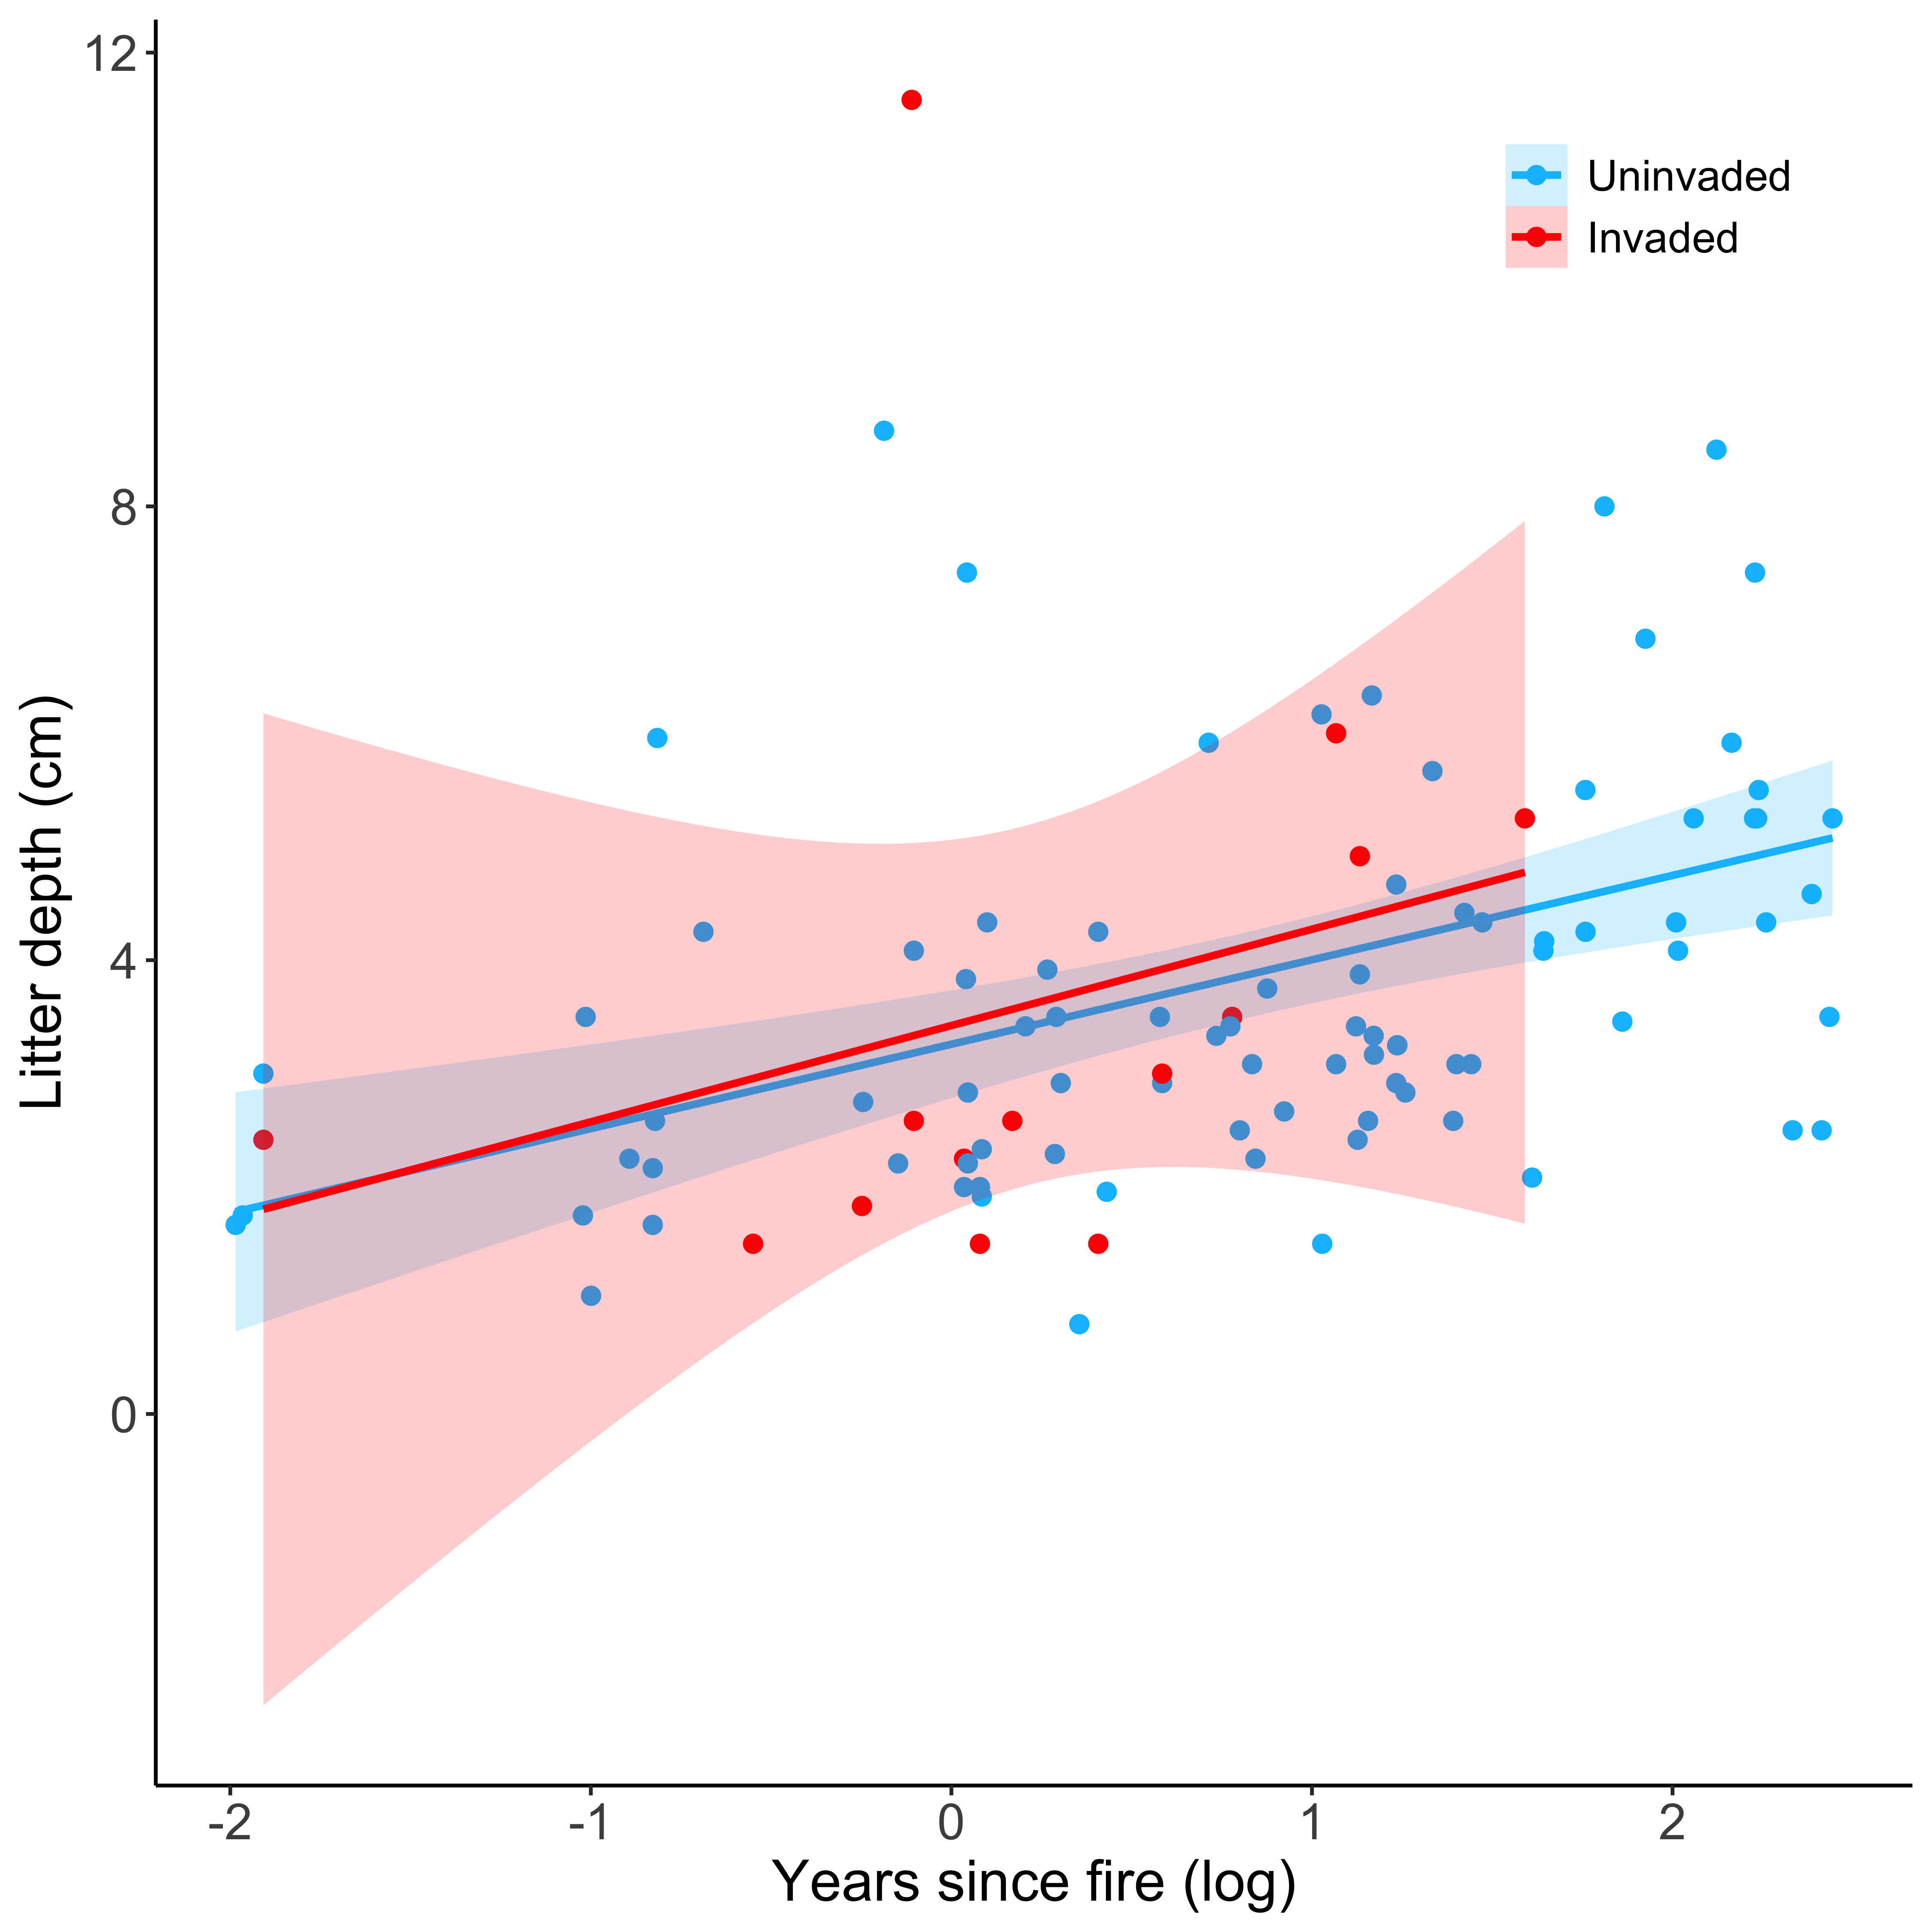 12
8
4
0
Litter depth (cm)
Uninvaded
Invaded
-2 -1 0 1 2
Years since fire (log)